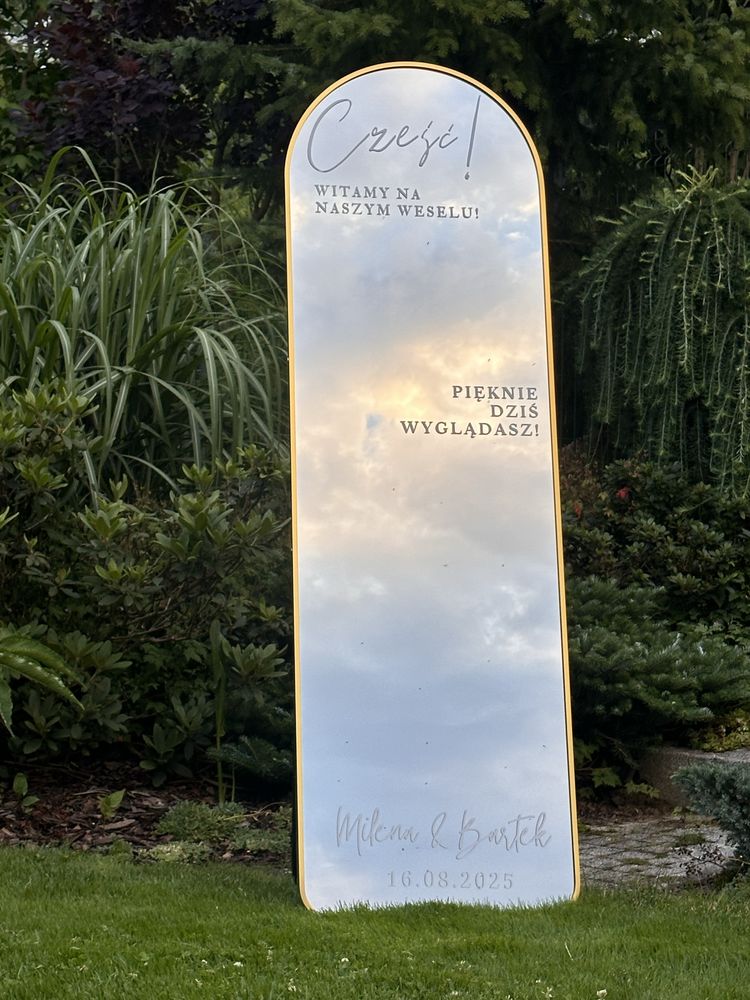 Cześć!
WITAMY NA
NASZYM WESELU!
PIĘKNIE
DZIŚ
WYGLĄDASZ!
Milena & Bartek
16.08.2025